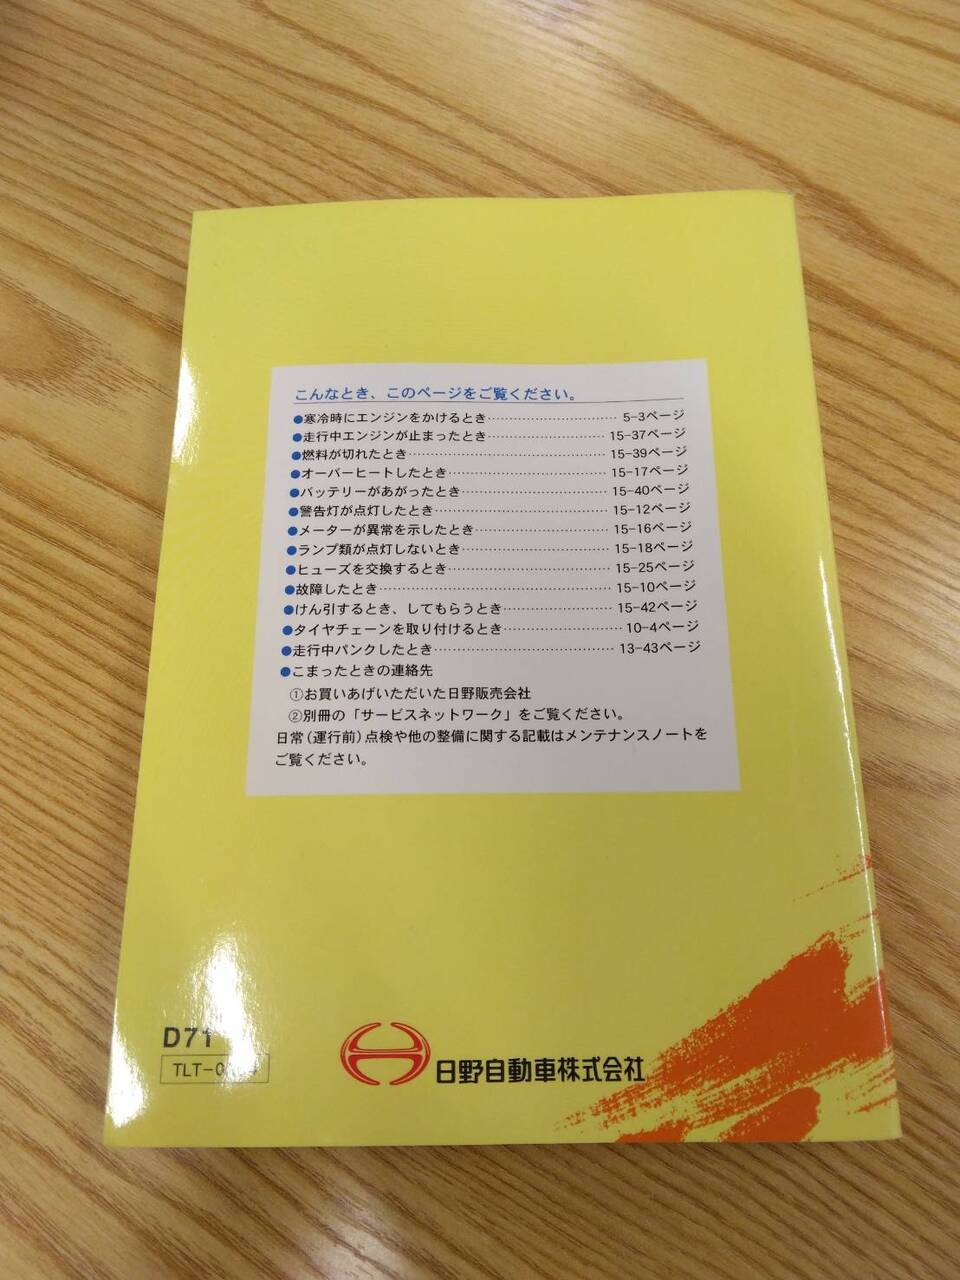 こんなとき、このページをご覧ください。
●寒冷時にエンジンをかけるとき…………………… 5-3ページ
●走行中エンジンが止まったとき…………………… 15-37ページ
●燃料が切れたとき…………………… 15-39ページ
●オーバーヒートしたとき…………………… 15-17ページ
●バッテリーがあがったとき…………………… 15-40ページ
●警告灯が点灯したとき…………………… 15-12ページ
●メーターが異常を示したとき…………………… 15-16ページ
●ランプ類が点灯しないとき…………………… 15-18ページ
●ヒューズを交換するとき…………………… 15-25ページ
●故障したとき…………………… 15-10ページ
●けん引するとき、してもらうとき…………………… 15-42ページ
●タイヤチェーンを取り付けるとき…………………… 10-4ページ
●走行中パンクしたとき…………………… 13-43ページ
●こまったときの連絡先
①お買いあげいただいた日野販売会社
②別冊の「サービスネットワーク」をご覧ください。
日常(運行前)点検や他の整備に関する記載はメンテナンスノートを
ご覧ください。
D71
日野自動車株式会社